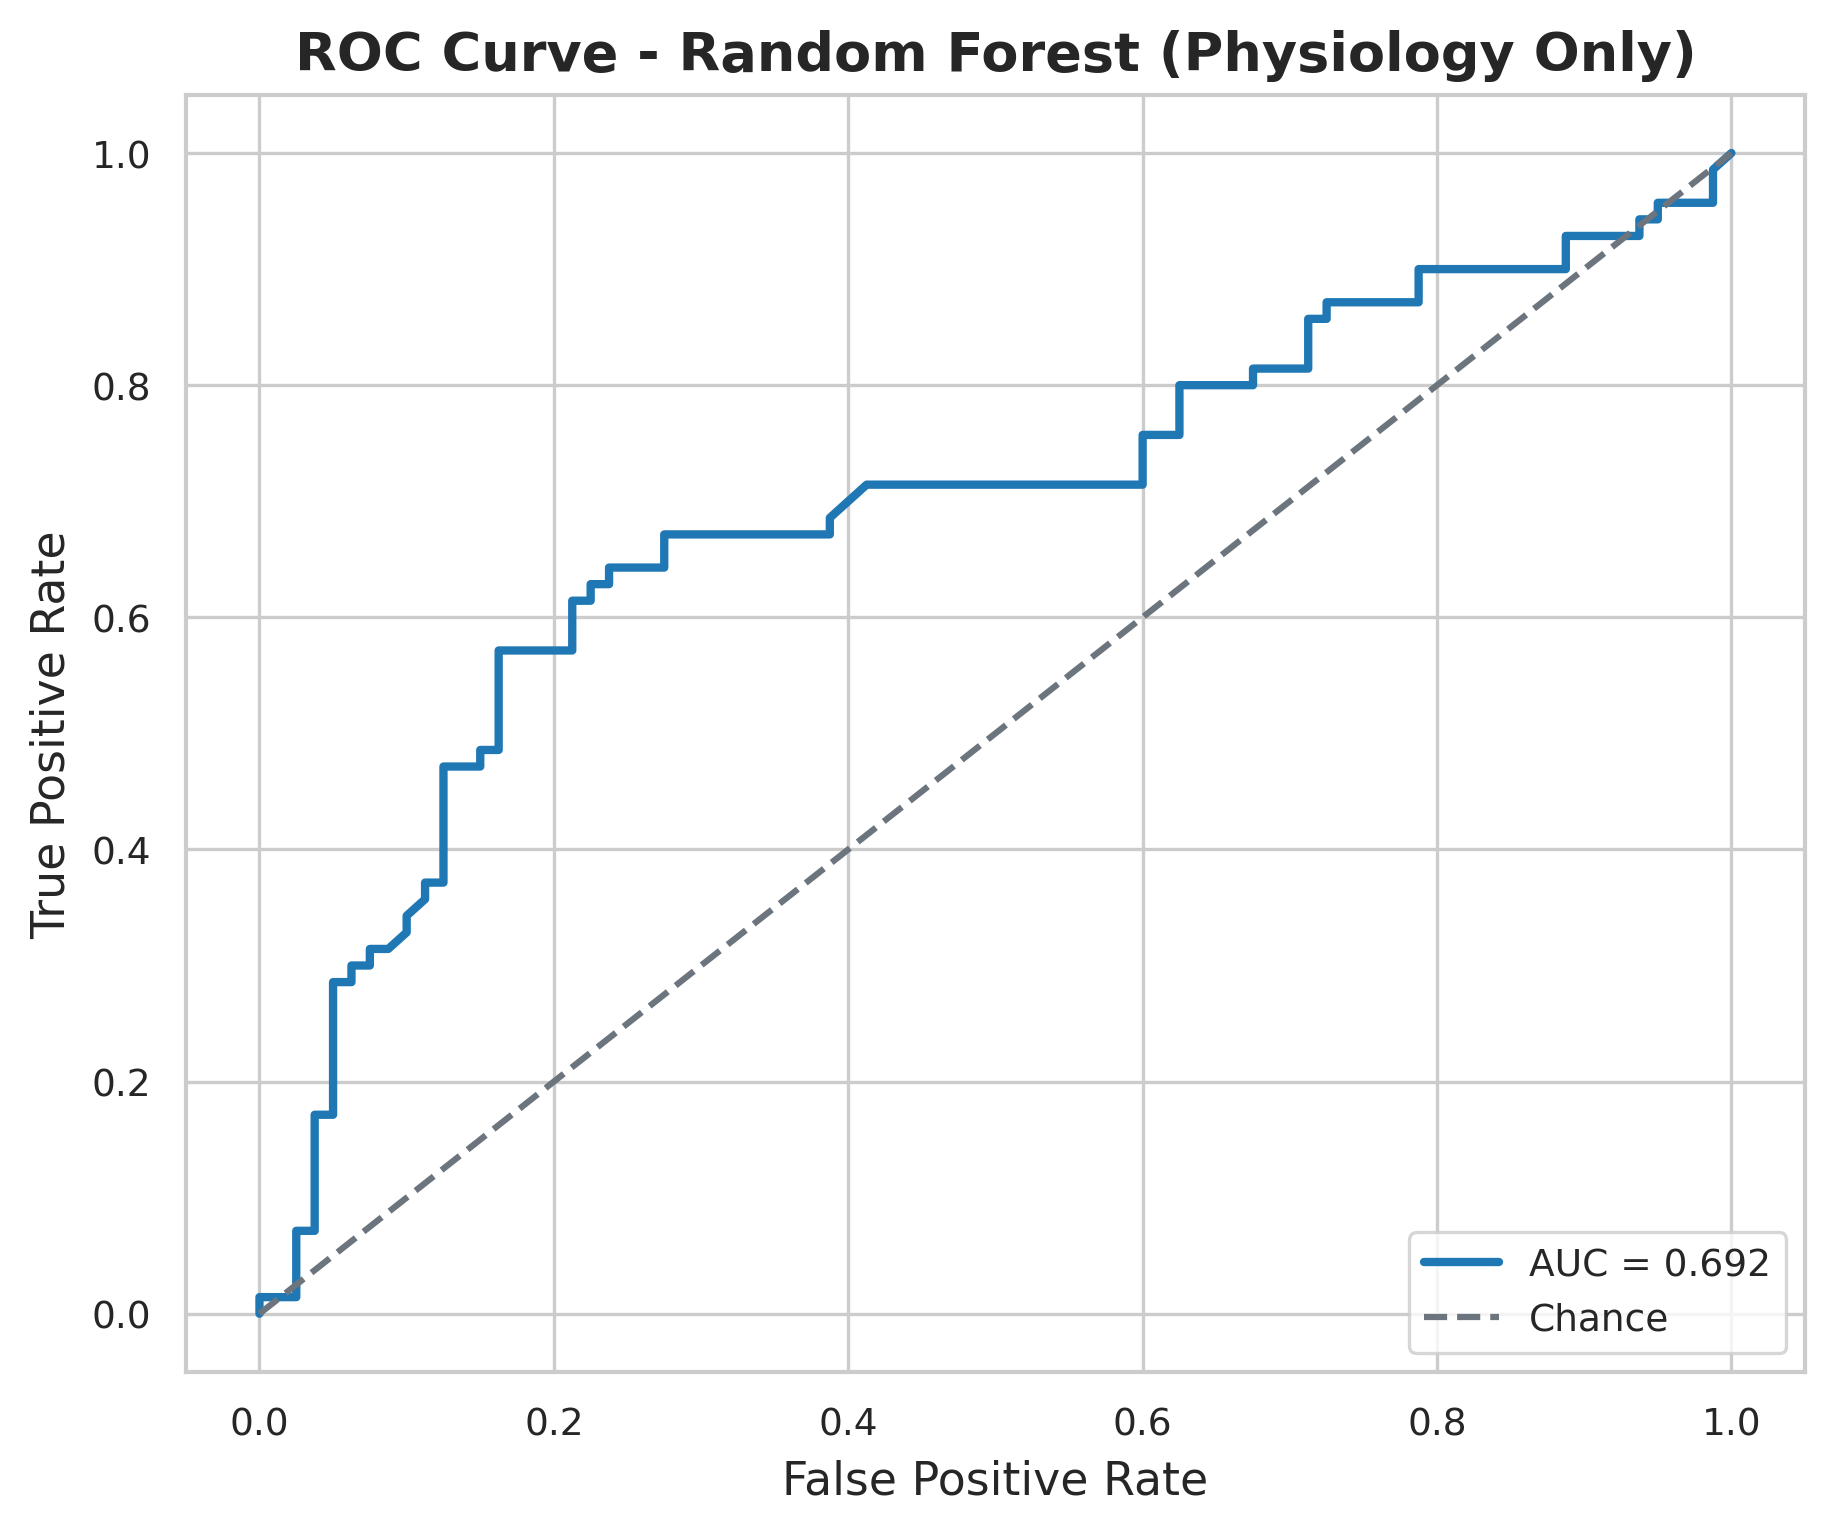 ROC Curve - Random Forest (Physiology Only)
1.0
0.8
0.6
0.4
0.2
0.0
True Positive Rate
0.0 0.2 0.4 0.6 0.8 1.0
False Positive Rate
AUC = 0.692
Chance